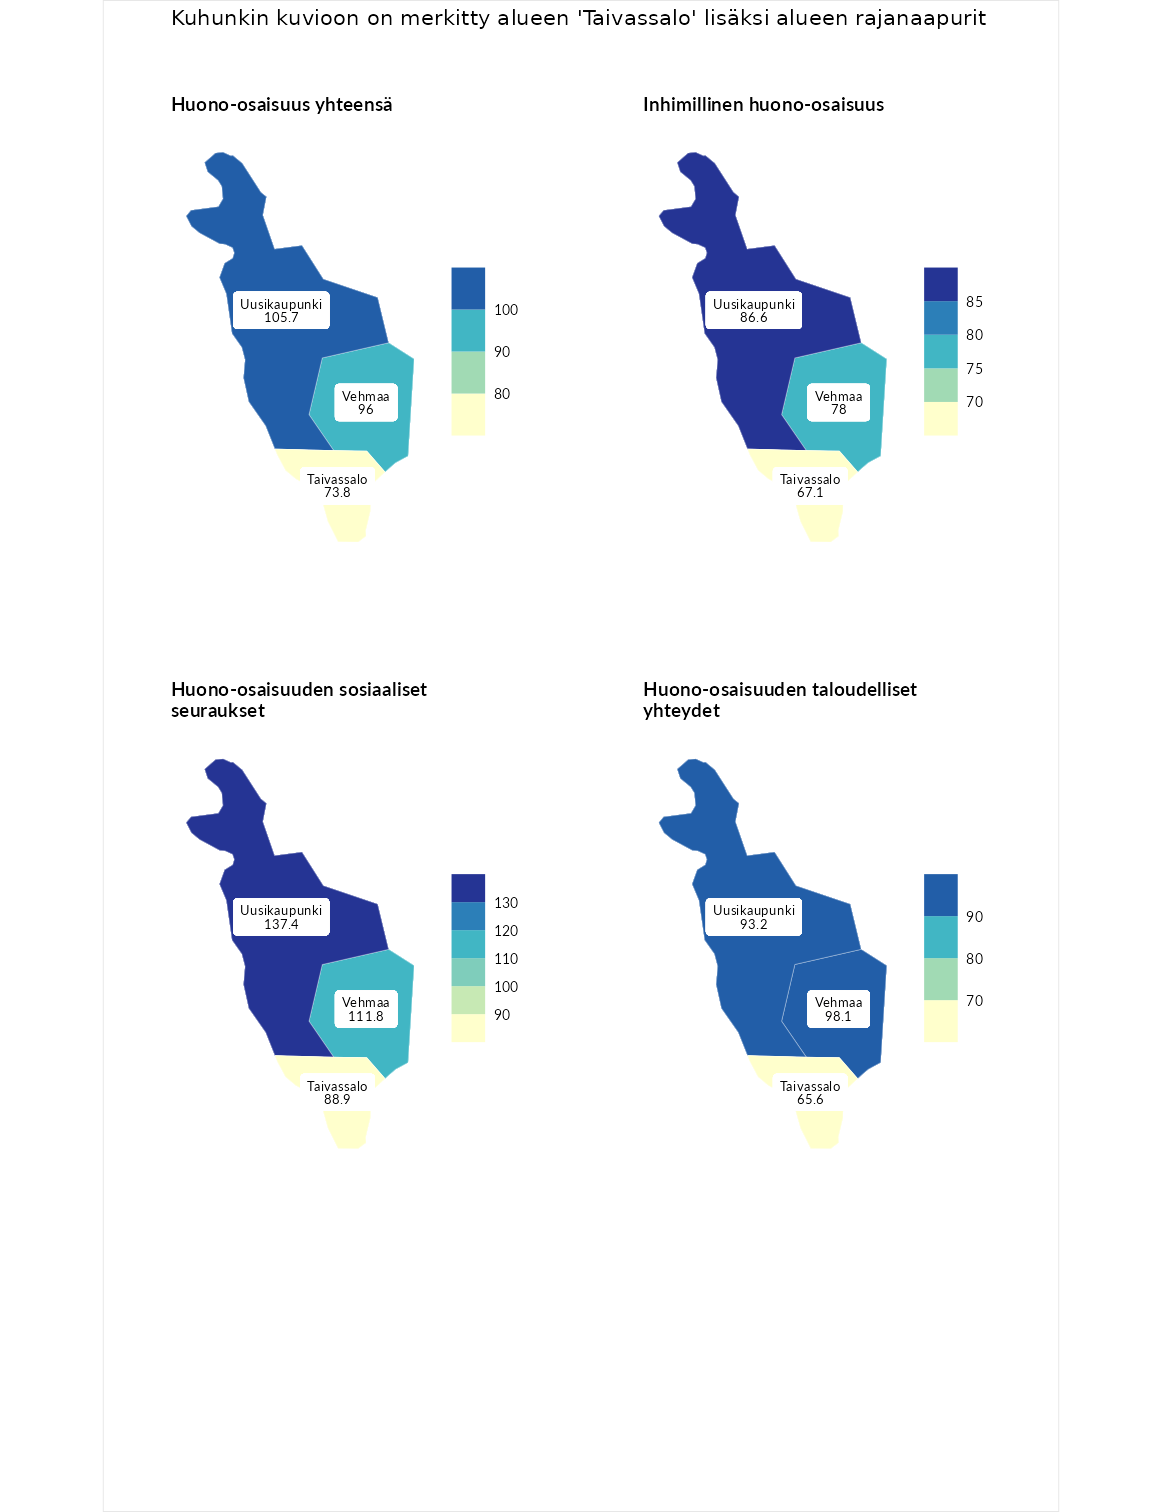 Kuhunkin kuvioon on merkitty alueen 'Taivassalo' lisäksi alueen rajanaapurit
Huono-osaisuus yhteensä
Uusikaupunki
105.7
Vehmaa
96
Taivassalo
73.8
100
90
80
Inhimillinen huono-osaisuus
Uusikaupunki
86.6
Vehmaa
78
Taivassalo
67.1
85
80
75
70
Huono-osaisuuden sosiaaliset
seuraukset
Uusikaupunki
137.4
Vehmaa
111.8
Taivassalo
88.9
130
120
110
100
90
Huono-osaisuuden taloudelliset
yhteydet
Uusikaupunki
93.2
Vehmaa
98.1
Taivassalo
65.6
90
80
70